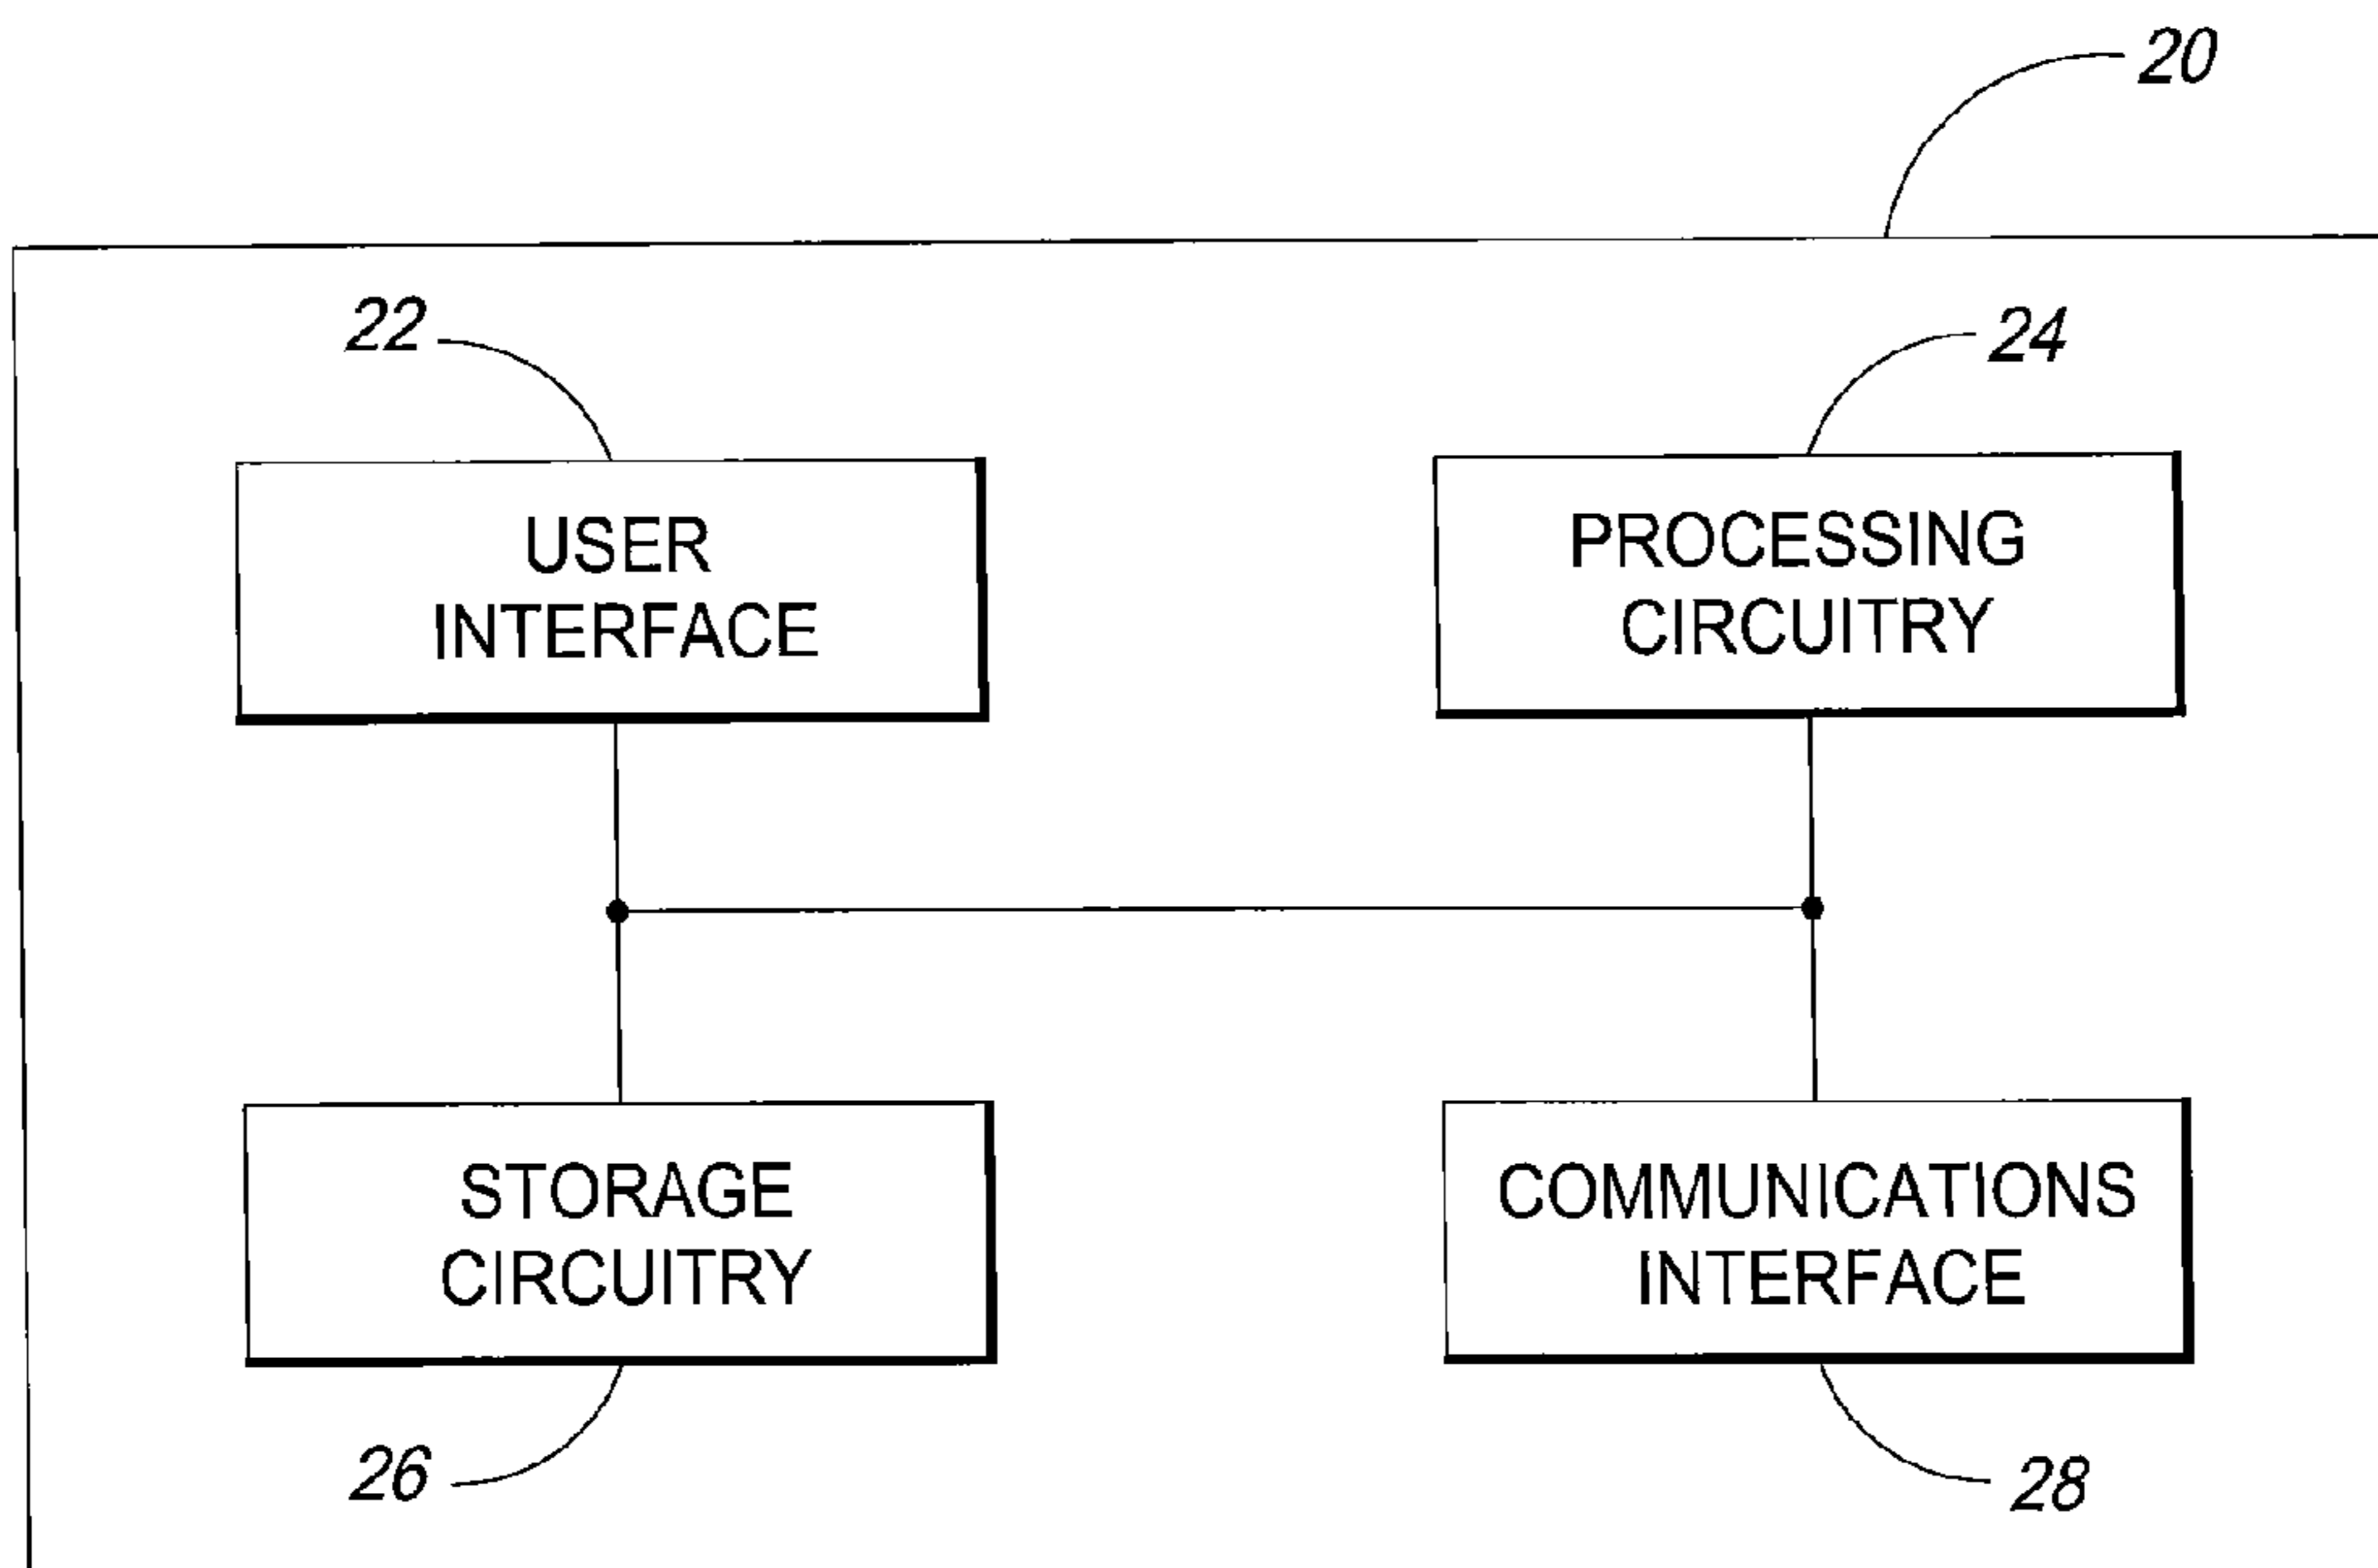 20
22
24
USER
INTERFACE
PROCESSING
CIRCUITRY
STORAGE
CIRCUITRY
COMMUNICATIONS
INTERFACE
26
28